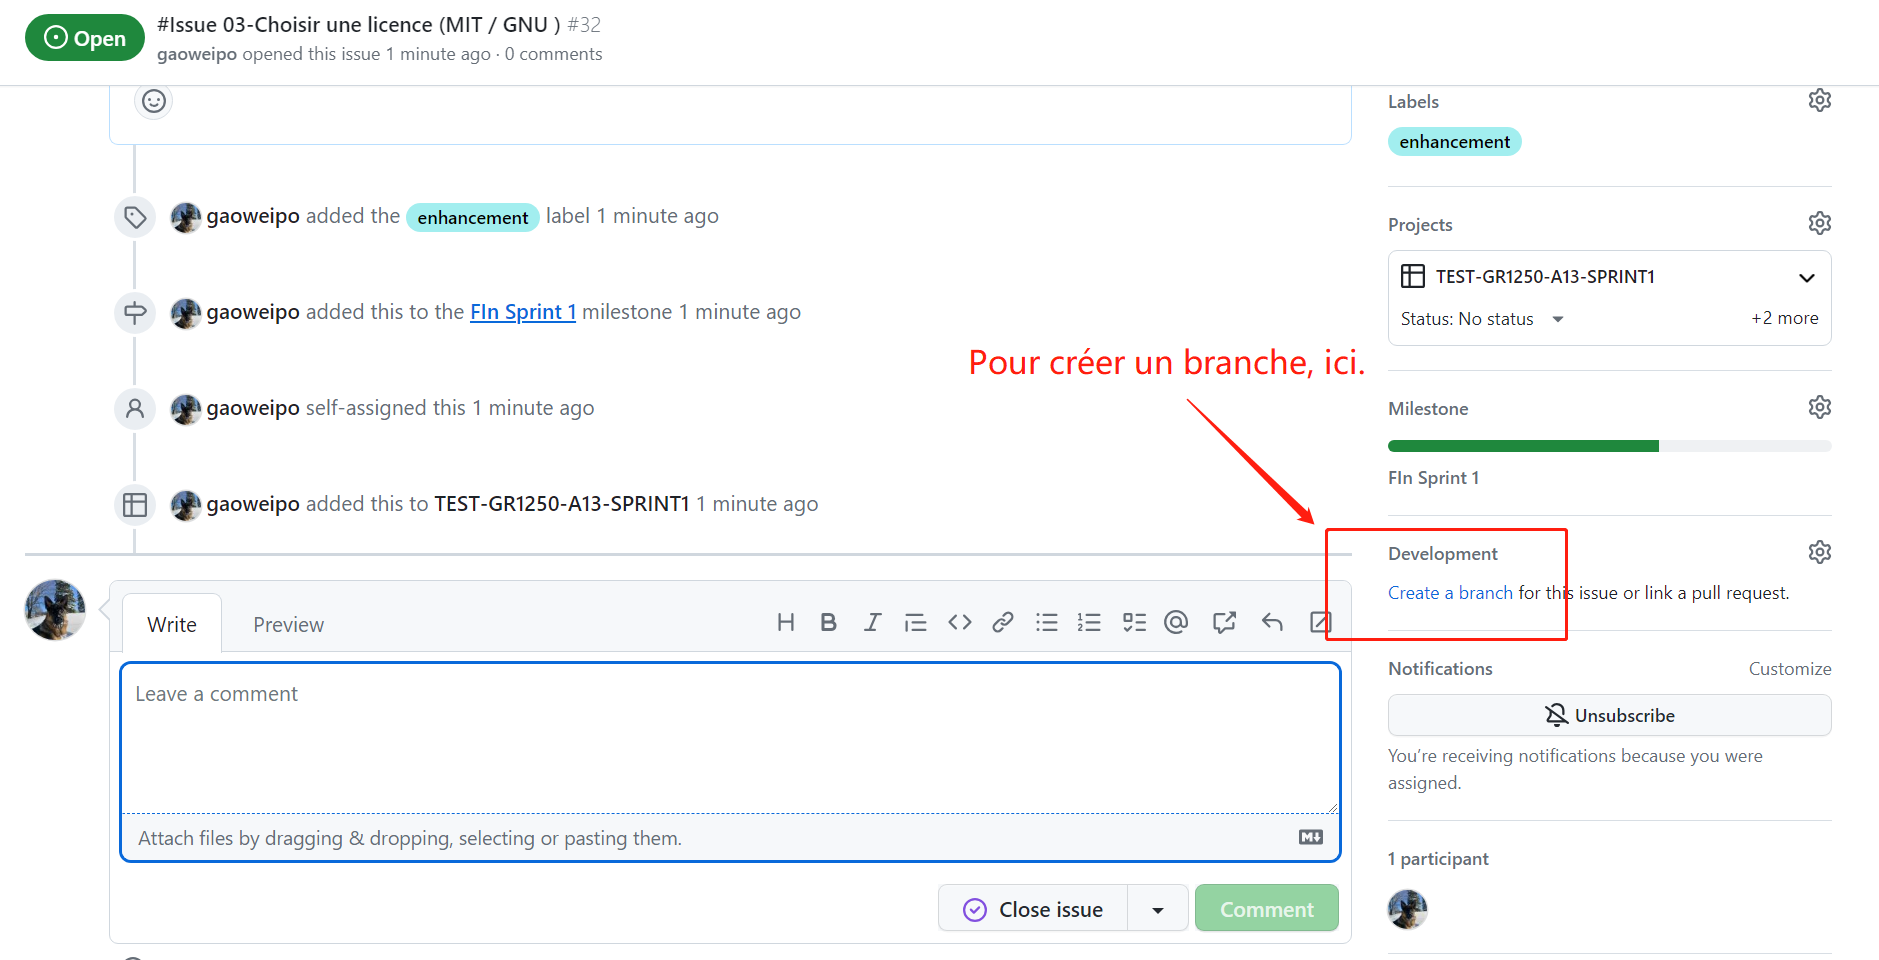 Open
#Issue 03-Choisir une licence (MIT / GNU ) #32
gaoweipo opened this issue 1 minute ago · 0 comments
gaoweipo added the enhancement label 1 minute ago
gaoweipo added this to the FIn Sprint 1 milestone 1 minute ago
gaoweipo self-assigned this 1 minute ago
gaoweipo added this to TEST-GR1250-A13-SPRINT1 1 minute ago
Pour créer un branche, ici.
Write Preview
Leave a comment
Attach files by dragging & dropping, selecting or pasting them.
Close issue Comment
Labels
enhancement
Projects
TEST-GR1250-A13-SPRINT1
Status: No status +2 more
Milestone
FIn Sprint 1
Development
Create a branch for this issue or link a pull request.
Notifications Customize
Unsubscribe
You’re receiving notifications because you were
assigned.
1 participant